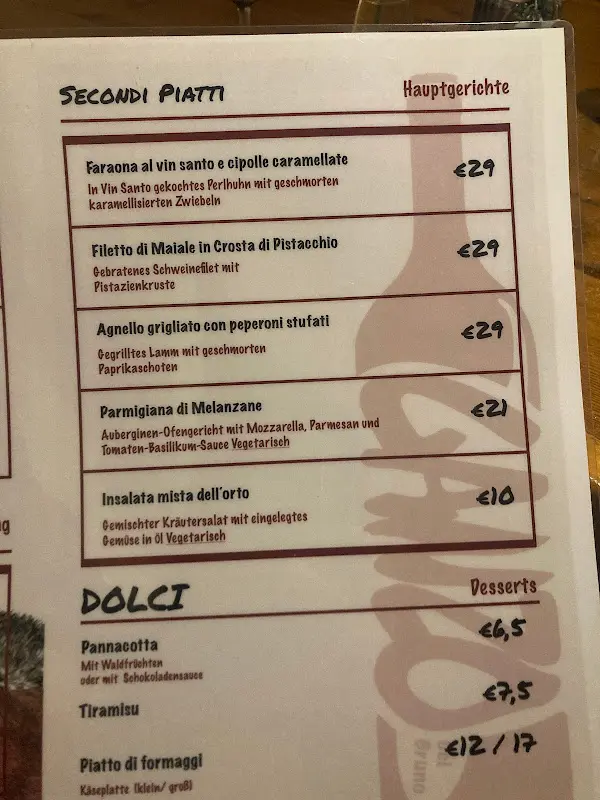 SECONDI PIATTI Hauptgerichte
Faraona al vin santo e cipolle caramellate €29
In Vin Santo gekochtes Perlhuhn mit geschmorten
karamellisierten Zwiebeln
Filetto di Maiale in Crosta di Pistacchio €29
Gebratenes Schweinefilet mit
Pistazienkruste
Agnello grigliato con peperoni stufati €29
Gegrilltes Lamm mit geschmorten
Paprikaschoten
Parmigiana di Melanzane €21
Auberginen-Ofengericht mit Mozzarella, Parmesan und
Tomaten-Basilikum-Sauce Vegetarisch
Insalata mista dell'orto €10
Gemischter Kräutersalat mit eingelegtes
Gemüse in öl Vegetarisch
DOLCI Desserts
Pannacotta €6,5
Mit Waldfrüchten
oder mit Schokoladensauce
Tiramisu €7,5
Piatto di formaggi €12 / 17
Käseplatte (klein/ groß)